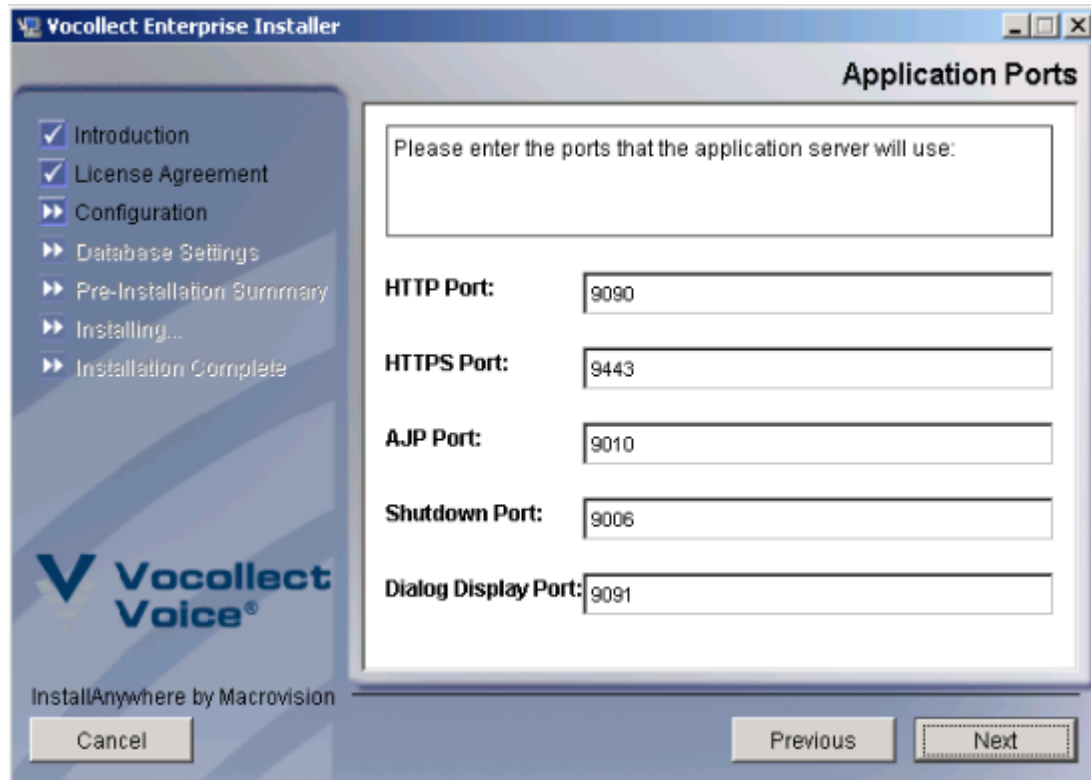 Vocollect Enterprise Installer
Application Ports
Introduction
License Agreement
Configuration
Database Settings
Pre-Installation Summary
Installing...
Installation Complete
Vocollect
Voice®
InstallAnywhere by Macrovision
Please enter the ports that the application server will use:
HTTP Port: 9090
HTTPS Port: 9443
AJP Port: 9010
Shutdown Port: 9006
Dialog Display Port: 9091
Cancel
Previous
Next